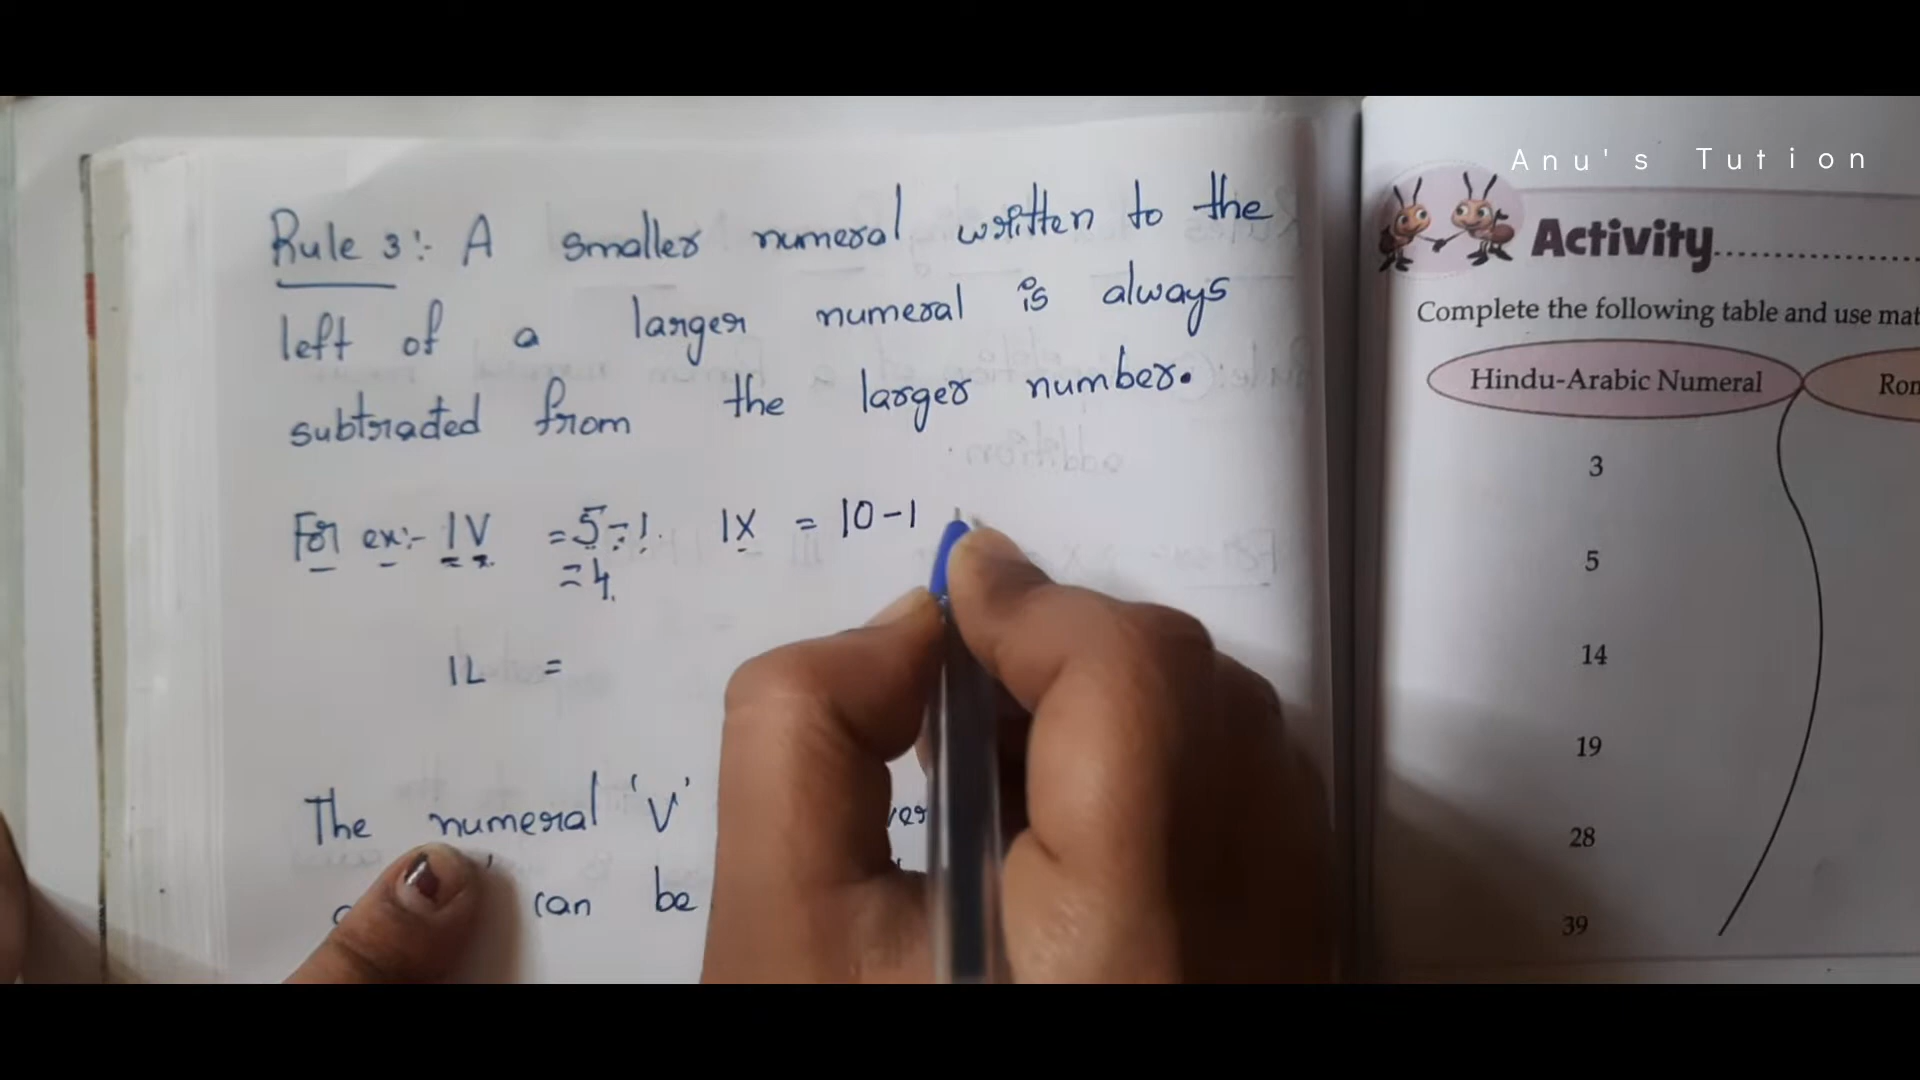 Anu's Tution
Rule 3:- A smaller numeral written to the
left of a larger numeral is always
subtraded from the larger number.
For ex:- IV = 5-1. IX = 10-1
= 4.
IL =
The numeral 'V'
can be
Activity
Complete the following table and use
Hindu-Arabic Numeral
3
5
14
19
28
39